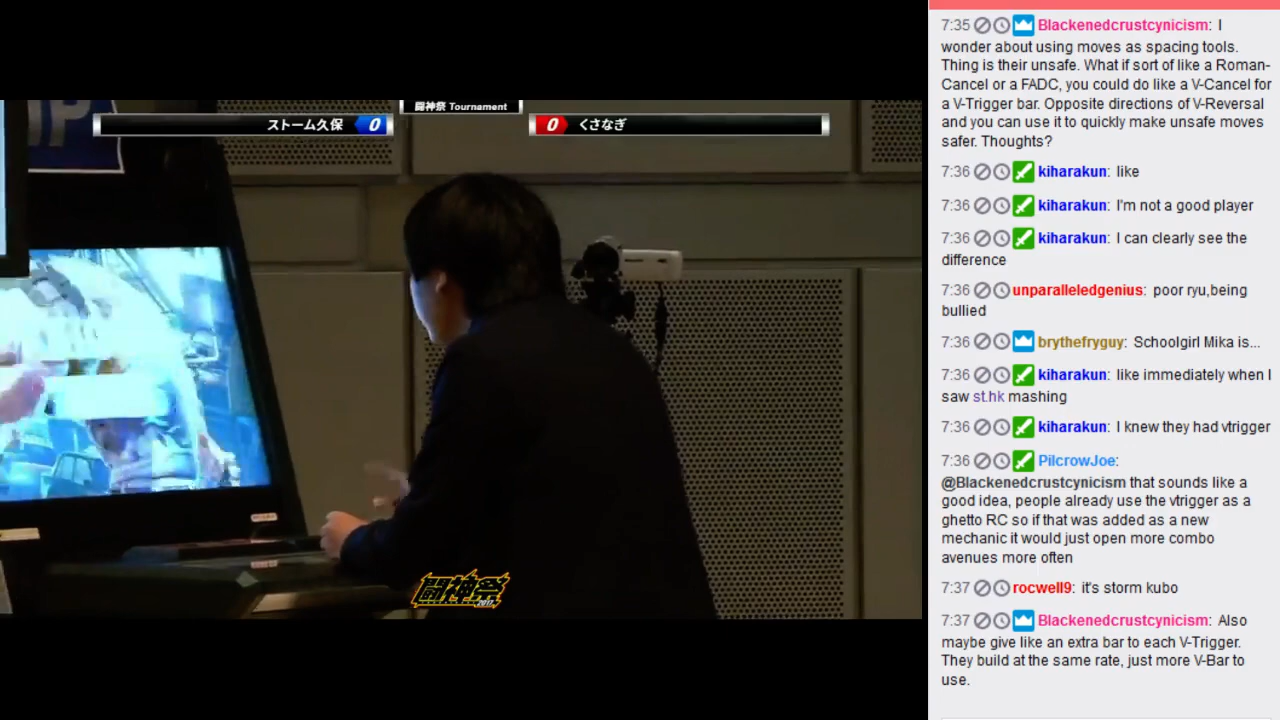 闘神祭 Tournament
ストーム久保 0
0 くさなぎ
闘神祭
2017
7:35 Blackenedcrustcynicism: I
wonder about using moves as spacing tools.
Thing is their unsafe. What if sort of like a Roman-
Cancel or a FADC, you could do like a V-Cancel for
a V-Trigger bar. Opposite directions of V-Reversal
and you can use it to quickly make unsafe moves
safer. Thoughts?
7:36 kiharakun: like
7:36 kiharakun: I'm not a good player
7:36 kiharakun: I can clearly see the
difference
7:36 unparalleledgenius: poor ryu,being
bullied
7:36 brythefryguy: Schoolgirl Mika is...
7:36 kiharakun: like immediately when I
saw st.hk mashing
7:36 kiharakun: I knew they had vtrigger
7:36 PilcrowJoe:
@Blackenedcrustcynicism that sounds like a
good idea, people already use the vtrigger as a
ghetto RC so if that was added as a new
mechanic it would just open more combo
avenues more often
7:37 rocwell9: it's storm kubo
7:37 Blackenedcrustcynicism: Also
maybe give like an extra bar to each V-Trigger.
They build at the same rate, just more V-Bar to
use.